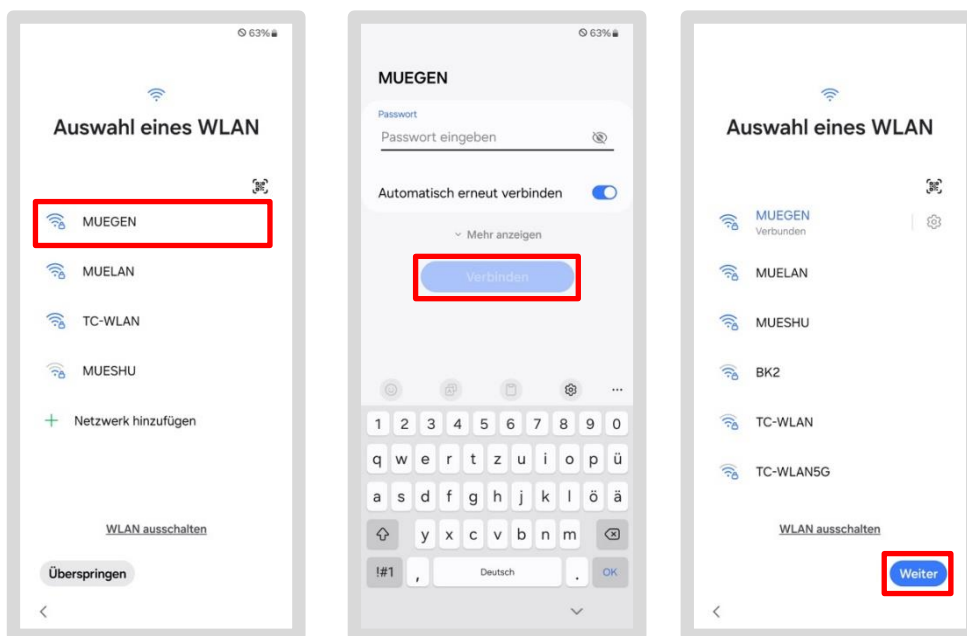 63%
Auswahl eines WLAN
MUEGEN
MUELAN
TC-WLAN
MUESHU
Netzwerk hinzufügen
WLAN ausschalten
Überspringen
63%
MUEGEN
Passwort
Passwort eingeben
Automatisch erneut verbinden
Mehr anzeigen
Verbinden
1 2 3 4 5 6 7 8 9 0
q w e r t z u i o p ü
a s d f g h j k l ö ä
y x c v b n m
!#1 , Deutsch . OK
Auswahl eines WLAN
MUEGEN
Verbunden
MUELAN
MUESHU
BK2
TC-WLAN
TC-WLAN5G
WLAN ausschalten
Weiter